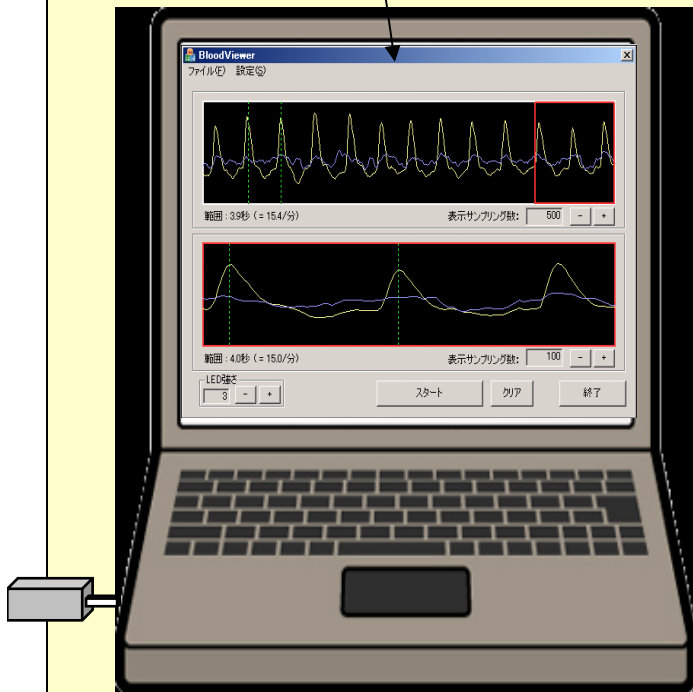 BloodViewer
ファイル(F) 設定(S)
範囲 : 3.9秒 ( = 15.4/分)
表示サンプリング数: 500 - +
範囲 : 4.0秒 ( = 15.0/分)
表示サンプリング数: 100 - +
LED強さ
3 - +
スタート
クリア
終了